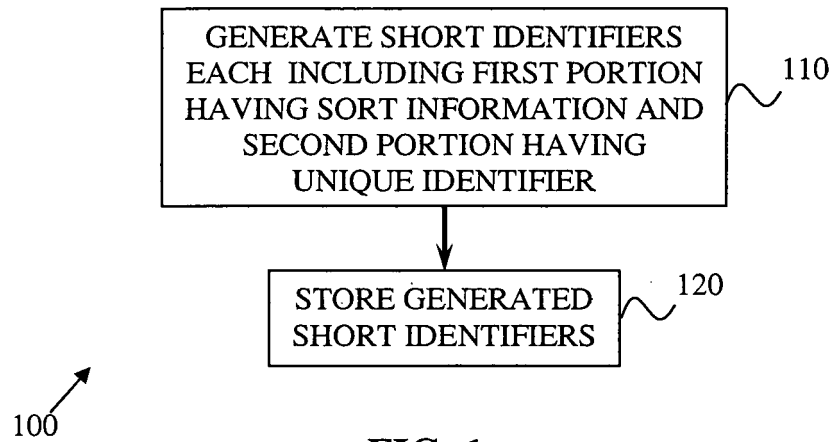 GENERATE SHORT IDENTIFIERS
EACH INCLUDING FIRST PORTION
HAVING SORT INFORMATION AND
SECOND PORTION HAVING
UNIQUE IDENTIFIER
110
STORE GENERATED
SHORT IDENTIFIERS
120
100